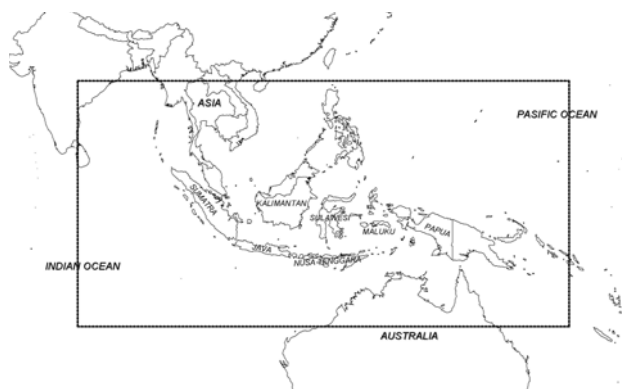 ASIA
PASIFIC OCEAN
SUMATRA
KALIMANTAN
SULAWESI
MALUKU
PAPUA
JAVA
NUSA TENGGARA
INDIAN OCEAN
AUSTRALIA